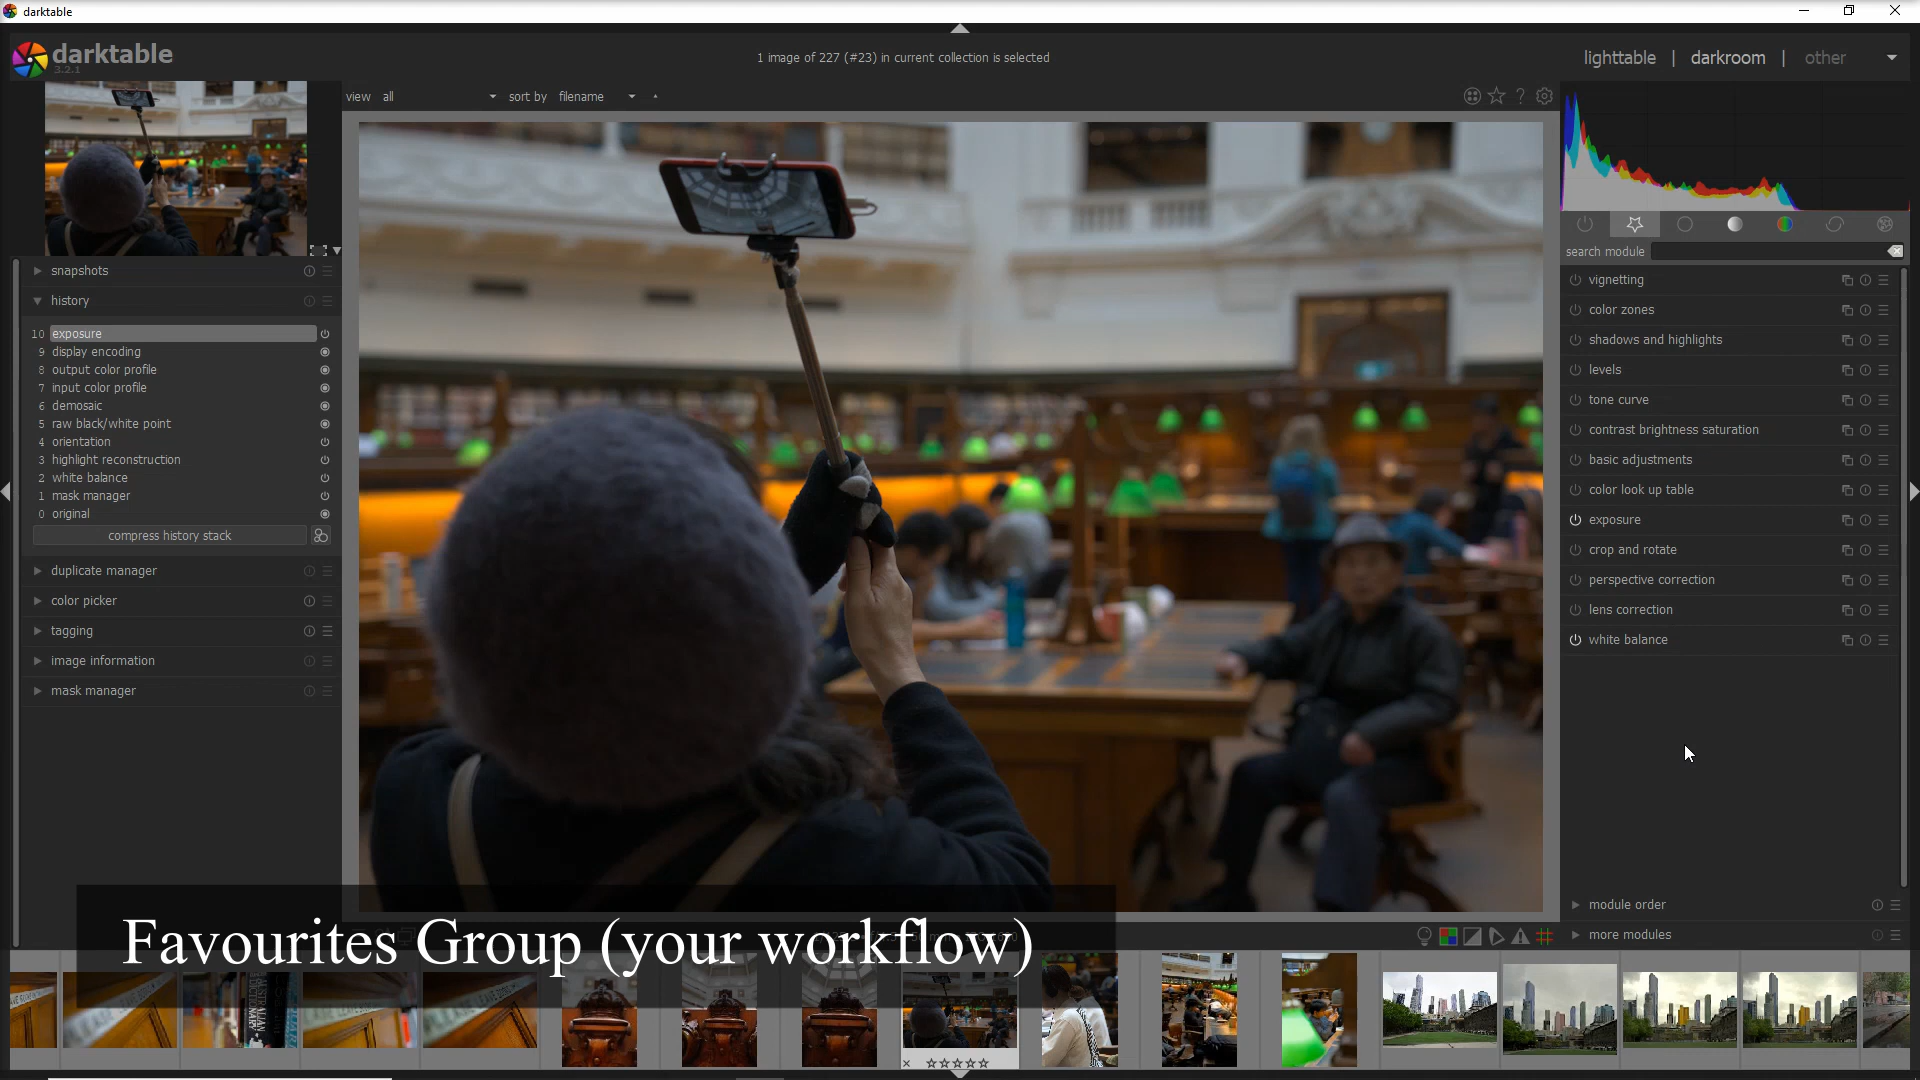 darktable
darktable
3.2.1
1 image of 227 (#23) in current collection is selected
lighttable | darkroom | other
view all sort by filename
?
search module
snapshots
history
10 exposure
9 display encoding
8 output color profile
7 input color profile
6 demosaic
5 raw black/white point
4 orientation
3 highlight reconstruction
2 white balance
1 mask manager
0 original
compress history stack
duplicate manager
color picker
tagging
image information
mask manager
vignetting
color zones
shadows and highlights
levels
tone curve
contrast brightness saturation
basic adjustments
color look up table
exposure
crop and rotate
perspective correction
lens correction
white balance
module order
more modules
Favourites Group (your workflow)